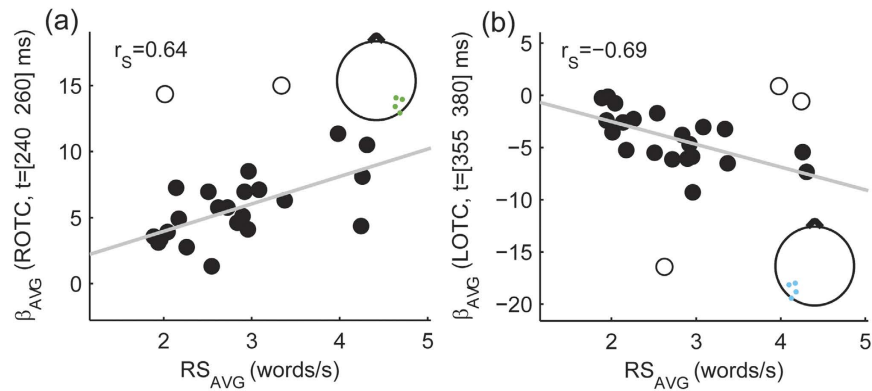 (a)
r_S=0.64
15
10
5
0
2
3
4
5
RS_AVG (words/s)
β_AVG (ROTC, t=[240 260] ms)
(b)
r_S=−0.69
5
0
−5
−10
−15
−20
2
3
4
5
RS_AVG (words/s)
β_AVG (LOTC, t=[355 380] ms)